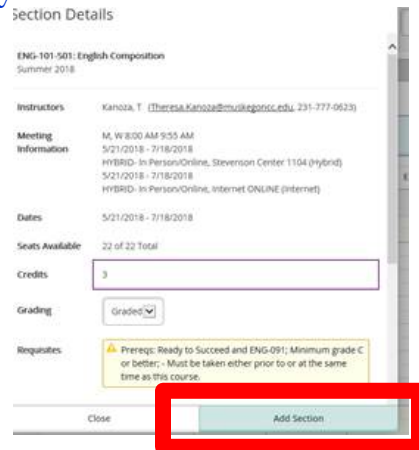 Section Details
ENG-101-501: English Composition
Summer 2018
Instructors Kanoza, T (Theresa.Kanoza@muskegoncc.edu, 231-777-0623)
Meeting Information M, W 8:00 AM 9:55 AM
5/21/2018 - 7/18/2018
HYBRID- In Person/Online, Stevenson Center 1104 (Hybrid)
5/21/2018 - 7/18/2018
HYBRID- In Person/Online, Internet ONLINE (Internet)
Dates 5/21/2018 - 7/18/2018
Seats Available 22 of 22 Total
Credits 3
Grading Graded
Requisites Prereqs: Ready to Succeed and ENG-091; Minimum grade C
or better; - Must be taken either prior to or at the same
time as this course.
Close Add Section